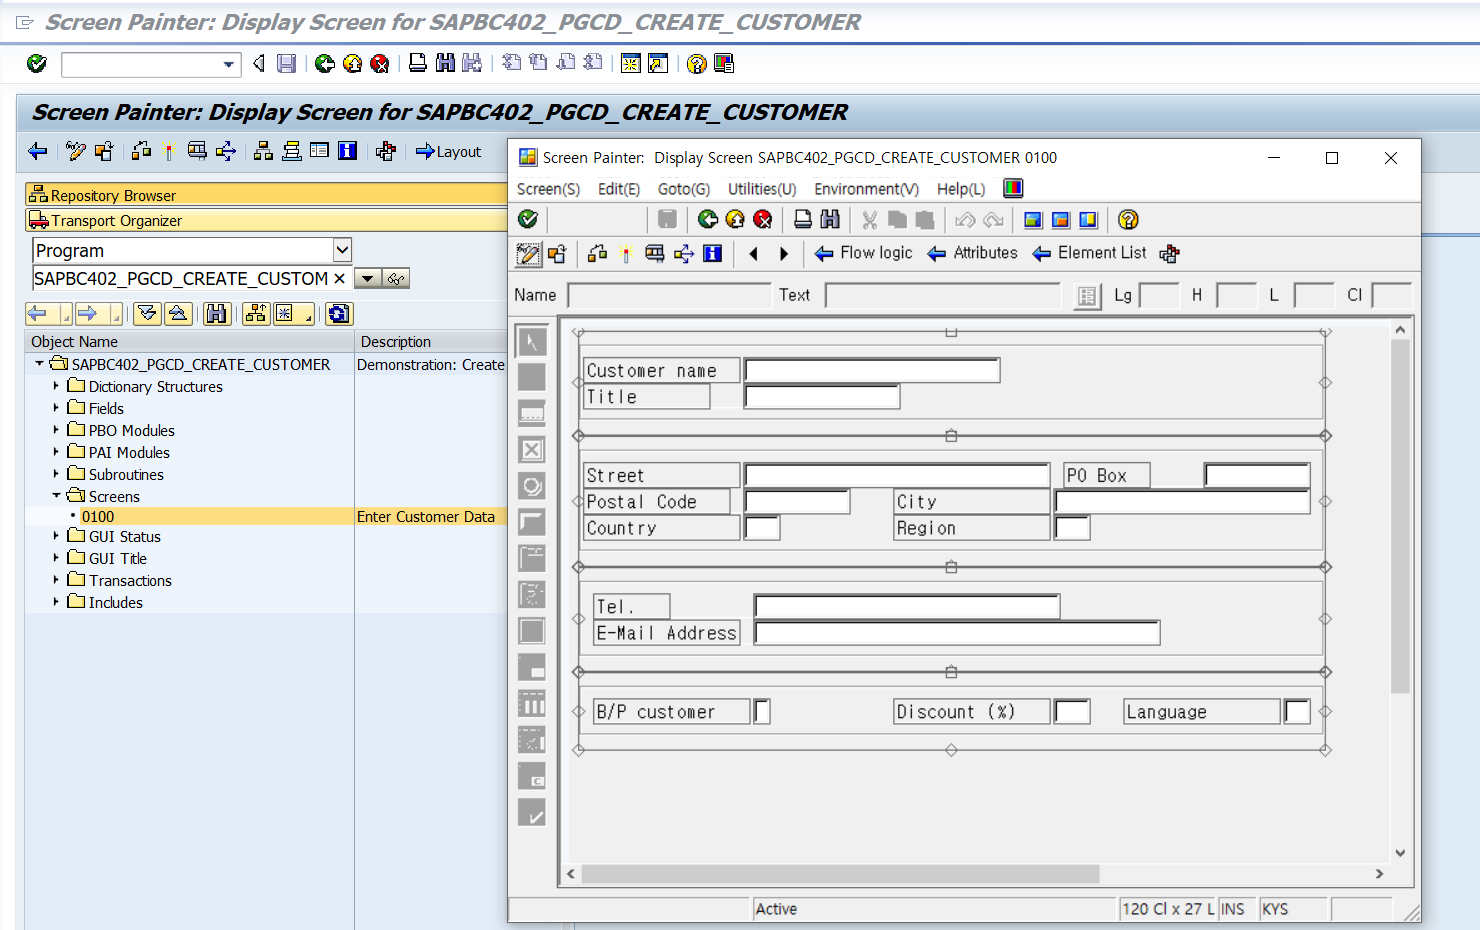 Screen Painter: Display Screen for SAPBC402_PGCD_CREATE_CUSTOMER
Screen Painter: Display Screen for SAPBC402_PGCD_CREATE_CUSTOMER
Layout
Repository Browser
Transport Organizer
Program
SAPBC402_PGCD_CREATE_CUSTOM
Object Name Description
SAPBC402_PGCD_CREATE_CUSTOMER Demonstration: Create
Dictionary Structures
Fields
PBO Modules
PAI Modules
Subroutines
Screens
0100 Enter Customer Data
GUI Status
GUI Title
Transactions
Includes
Screen Painter: Display Screen SAPBC402_PGCD_CREATE_CUSTOMER 0100
Screen(S) Edit(E) Goto(G) Utilities(U) Environment(V) Help(L)
Flow logic Attributes Element List
Name Text Lg H L Cl
Customer name
Title
Street PO Box
Postal Code City
Country Region
Tel.
E-Mail Address
B/P customer Discount (%) Language
Active 120 Cl x 27 L INS KYS